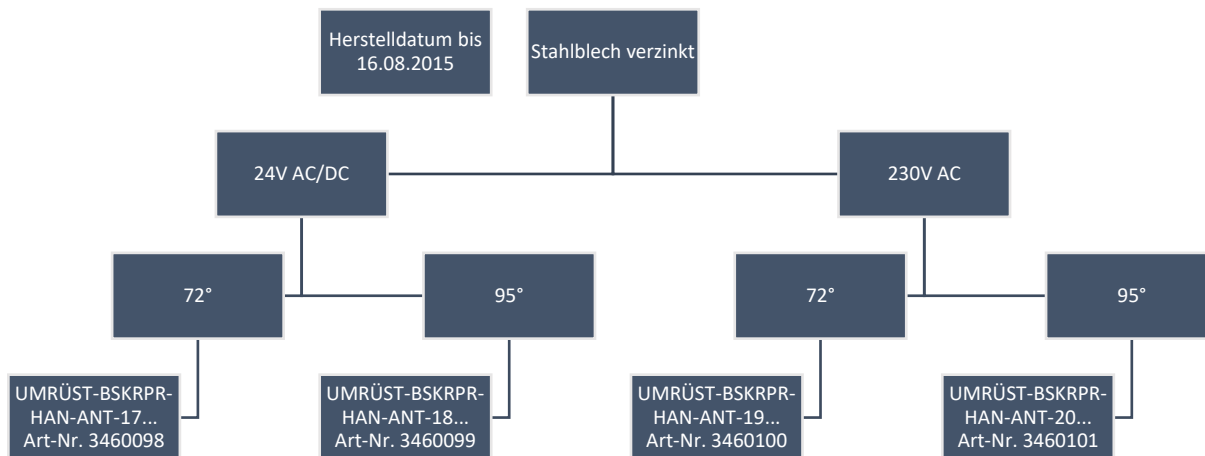 Herstelldatum bis
16.08.2015
Stahlblech verzinkt
24V AC/DC
230V AC
72°
95°
72°
95°
UMRÜST-BSKRPR-
HAN-ANT-17...
Art-Nr. 3460098
UMRÜST-BSKRPR-
HAN-ANT-18...
Art-Nr. 3460099
UMRÜST-BSKRPR-
HAN-ANT-19...
Art-Nr. 3460100
UMRÜST-BSKRPR-
HAN-ANT-20...
Art-Nr. 3460101